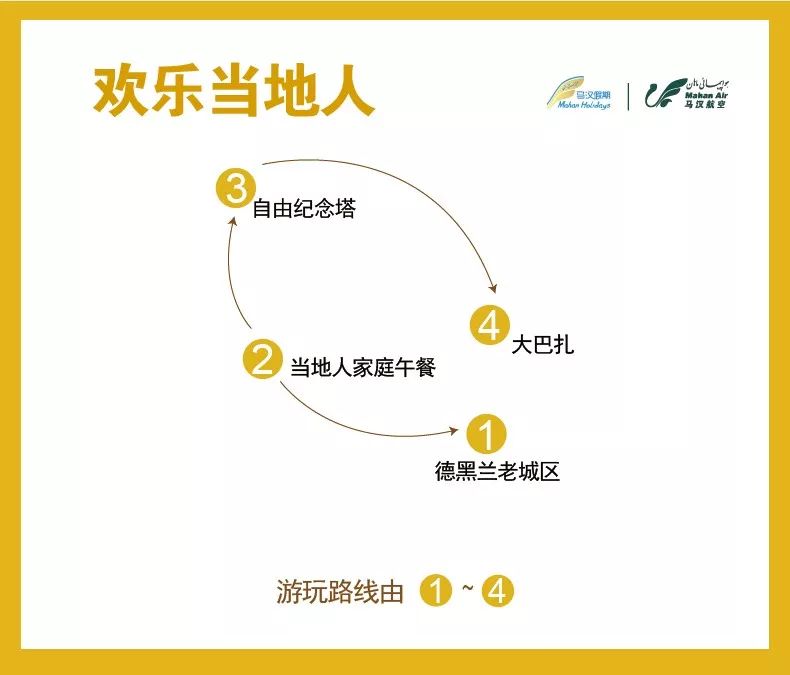 欢乐当地人
马汉假期
Mahan Holidays
Mahan Air
马汉航空
3
自由纪念塔
4
大巴扎
2
当地人家庭午餐
1
德黑兰老城区
游玩路线由 1 ~ 4